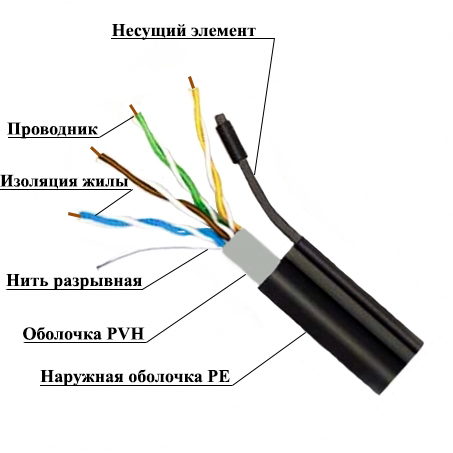 Несущий элемент
Проводник
Изоляция жилы
Нить разрывная
Оболочка PVH
Наружная оболочка PE